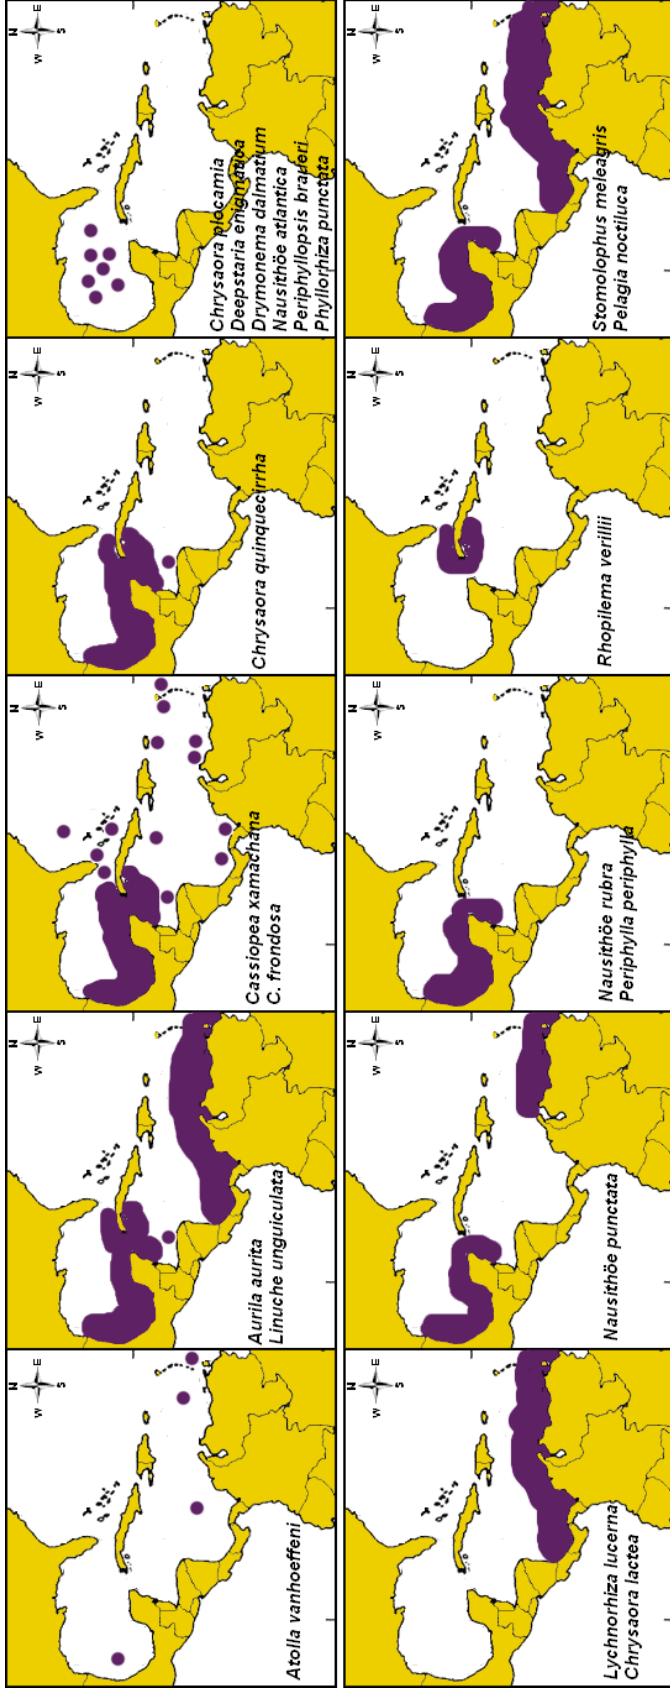 N
W E
S
Atolla vanhoeffeni
N
W E
S
Aurila aurita
Linuche unguiculata
N
W E
S
Cassiopea xamachana
C. frondosa
N
W E
S
Chrysaora quinquecirrha
N
W E
S
Chrysaora plocamia
Deepstaria enigmatica
Drymonema dalmatium
Nausithöe atlantica
Periphyllopsis braueri
Phyllorhiza punctata
N
W E
S
Lychnorhiza lucerna
Chrysaora lactea
N
W E
S
Nausithöe punctata
N
W E
S
Nausithöe rubra
Periphylla periphylla
N
W E
S
Rhopilema verillii
N
W E
S
Stomolophus meleagris
Pelagia noctiluca